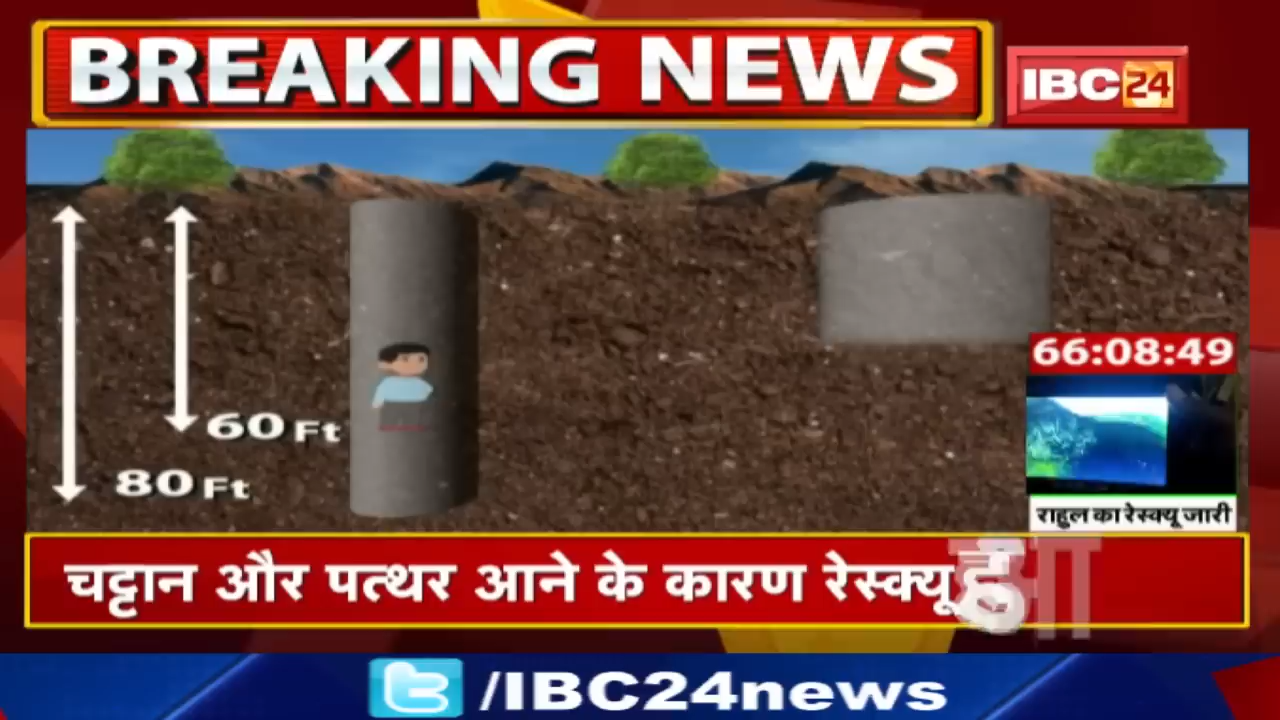 BREAKING NEWS
IBC24
60 Ft
80 Ft
66:08:49
राहुल का रेस्क्यू जारी
चट्टान और पत्थर आने के कारण रेस्क्यू
/IBC24news